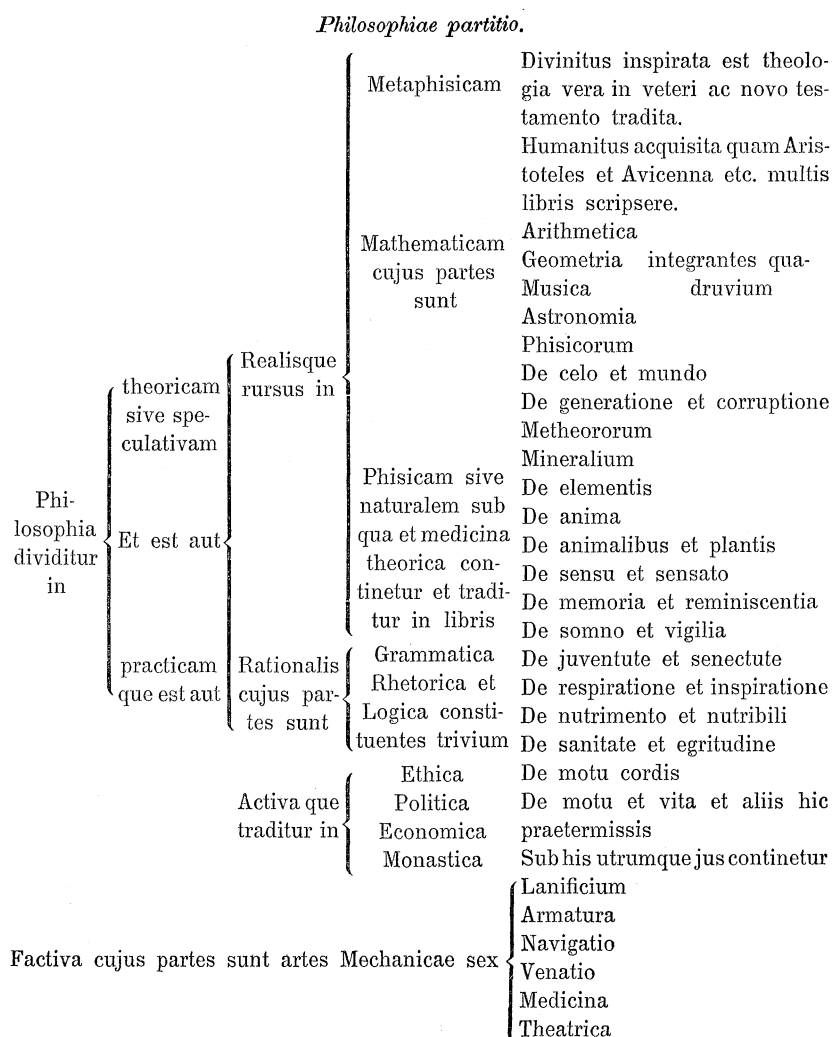 Philosophiae partitio.
Metaphisicam
Divinitus inspirata est theolo-
gia vera in veteri ac novo tes-
tamento tradita.
Humanitus acquisita quam Aris-
toteles et Avicenna etc. multis
libris scripsere.
Mathematicam
cujus partes
sunt
Arithmetica
Geometria integrantes qua-
Musica druvium
Astronomia
Phisicorum
De celo et mundo
De generatione et corruptione
Metheororum
Mineralium
De elementis
De anima
De animalibus et plantis
De sensu et sensato
De memoria et reminiscentia
De somno et vigilia
De juventute et senectute
De respiratione et inspiratione
De nutrimento et nutribili
De sanitate et egritudine
De motu cordis
De motu et vita et aliis hic
praetermissis
Sub his utrumque jus continetur
Realisque
rursus in
theoricam
sive spe-
culativam
Phi-
losophia
dividitur
in
Et est aut
Phisicam sive
naturalem sub
qua et medicina
theorica con-
tinetur et tradi-
tur in libris
practicam
que est aut
Rationalis
cujus par-
tes sunt
Grammatica
Rhetorica et
Logica consti-
tuentes trivium
Activa que
traditur in
Ethica
Politica
Economica
Monastica
Factiva cujus partes sunt artes Mechanicae sex
Lanificium
Armatura
Navigatio
Venatio
Medicina
Theatrica